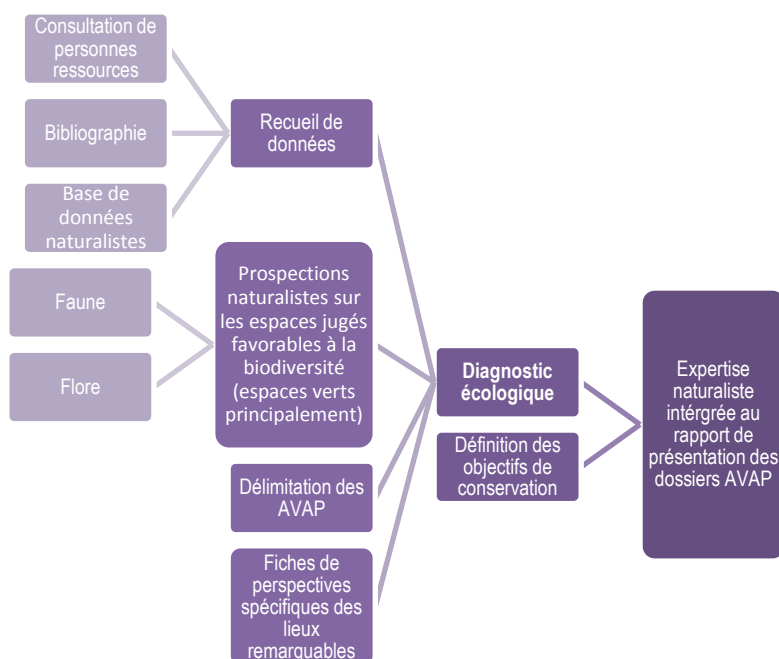 Consultation de
personnes
ressources
Bibliographie
Base de
données
naturalistes
Recueil de
données
Faune
Flore
Prospections
naturalistes sur
les espaces jugés
favorables à la
biodiversité
(espaces verts
principalement)
Délimitation des
AVAP
Fiches de
perspectives
spécifiques des
lieux
remarquables
Diagnostic
écologique
Définition des
objectifs de
conservation
Expertise
naturaliste
intérgrée au
rapport de
présentation des
dossiers AVAP